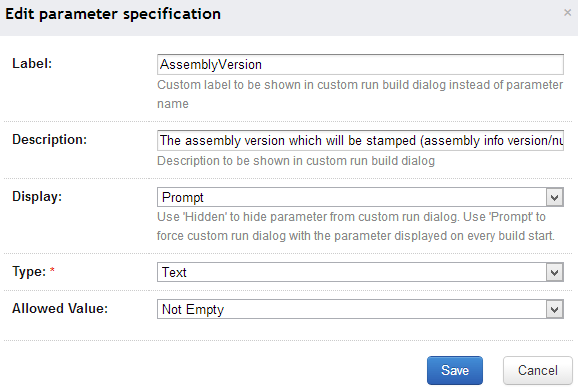 Edit parameter specification
×
Label:
AssemblyVersion
Custom label to be shown in custom run build dialog instead of parameter
name
Description:
The assembly version which will be stamped (assembly info version/nu
Description to be shown in custom run build dialog
Display:
Prompt
Use 'Hidden' to hide parameter from custom run dialog. Use 'Prompt' to
force custom run dialog with the parameter displayed on every build start.
Type: *
Text
Allowed Value:
Not Empty
Save
Cancel